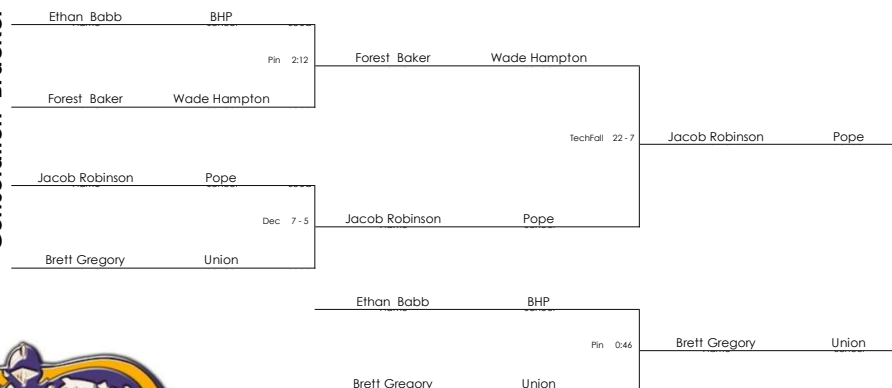 Ethan Babb BHP
Pin 2:12
Forest Baker Wade Hampton
Forest Baker Wade Hampton
TechFall 22 - 7
Jacob Robinson Pope
Jacob Robinson Pope
Dec 7 - 5
Jacob Robinson Pope
Brett Gregory Union
Ethan Babb BHP
Pin 0:46
Brett Gregory Union
Brett Gregory Union